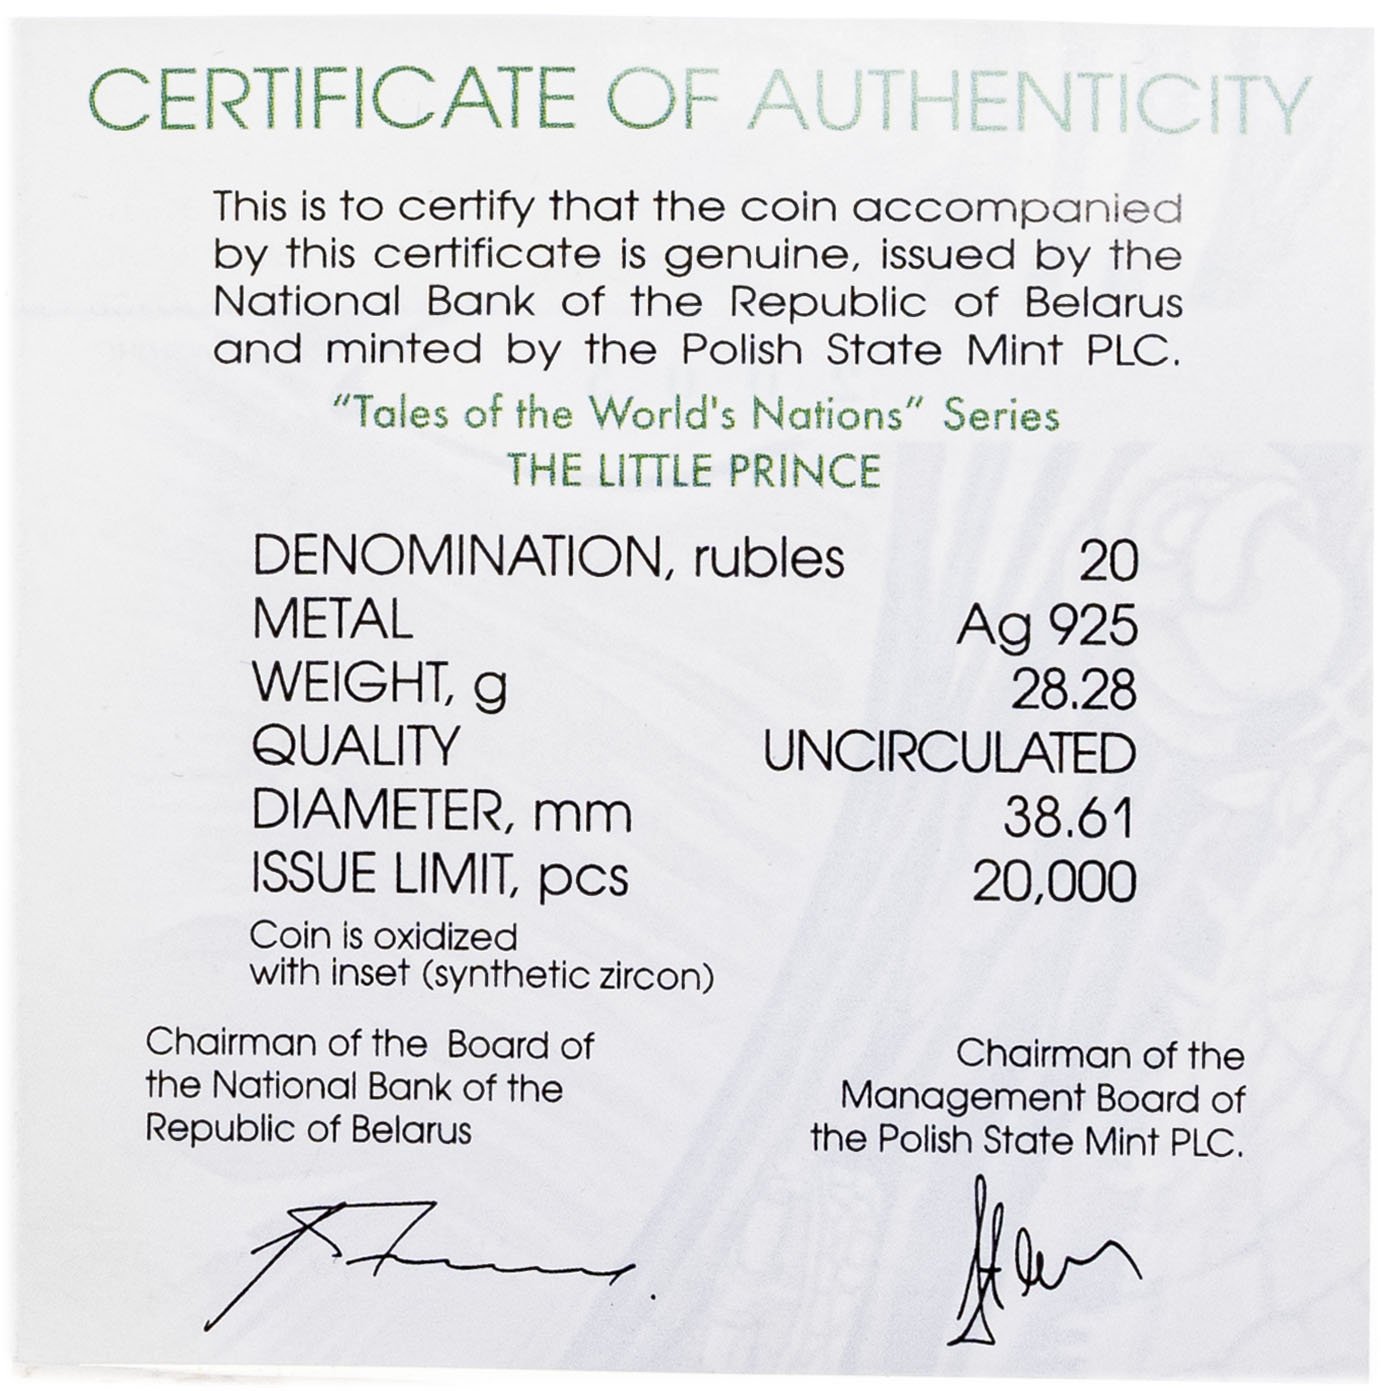 CERTIFICATE OF AUTHENTICITY
This is to certify that the coin accompanied
by this certificate is genuine, issued by the
National Bank of the Republic of Belarus
and minted by the Polish State Mint PLC.
"Tales of the World's Nations" Series
THE LITTLE PRINCE
DENOMINATION, rubles 20
METAL Ag 925
WEIGHT, g 28.28
QUALITY UNCIRCULATED
DIAMETER, mm 38.61
ISSUE LIMIT, pcs 20,000
Coin is oxidized
with inset (synthetic zircon)
Chairman of the Board of
the National Bank of the
Republic of Belarus
Chairman of the
Management Board of
the Polish State Mint PLC.